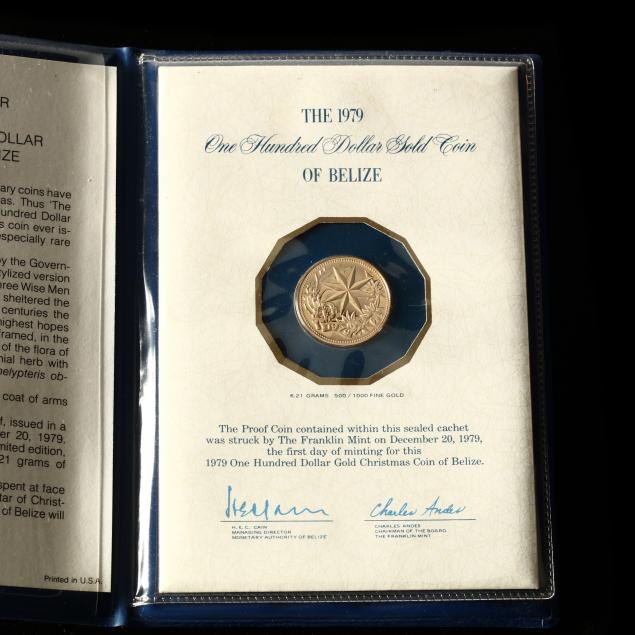 R
OLLAR
ZE
ary coins have
as. Thus 'The
undred Dollar
s coin ever is-
especially rare
by the Govern-
tylized version
ree Wise Men
sheltered the
centuries the
ighest hopes
framed, in the
of the flora of
nial herb with
helypteris ob-
coat of arms
f, issued in a
er 20, 1979.
mited edition,
21 grams of
spent at face
tar of Christ-
of Belize will
Printed in U.S.A.
THE 1979
One Hundred Dollar Gold Coin
OF BELIZE
6.21 GRAMS 500/1000 FINE GOLD
The Proof Coin contained within this sealed cachet
was struck by The Franklin Mint on December 20, 1979,
the first day of minting for this
1979 One Hundred Dollar Gold Christmas Coin of Belize.
Charles Andes
H. E. C. CAIN
MANAGING DIRECTOR
MONETARY AUTHORITY OF BELIZE
CHARLES ANDES
CHAIRMAN OF THE BOARD
THE FRANKLIN MINT